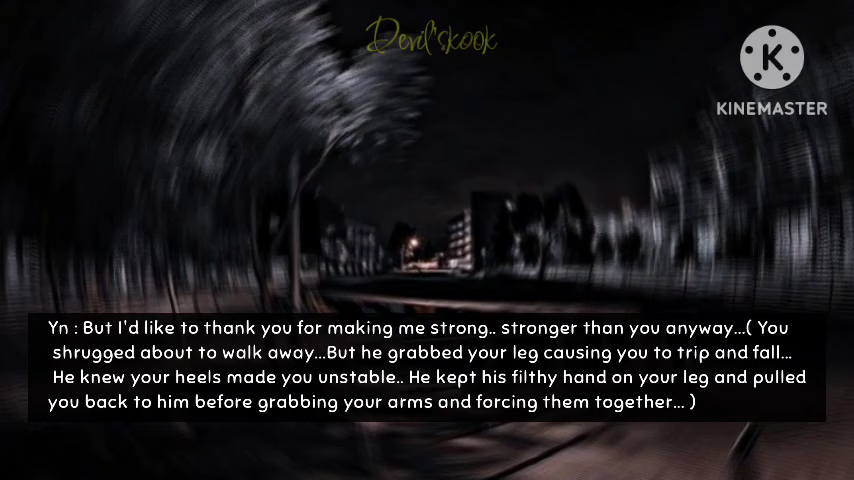 Devil'skook
K
KINEMASTER
Yn : But I'd like to thank you for making me strong.. stronger than you anyway...( You
shrugged about to walk away...But he grabbed your leg causing you to trip and fall...
He knew your heels made you unstable.. He kept his filthy hand on your leg and pulled
you back to him before grabbing your arms and forcing them together... )